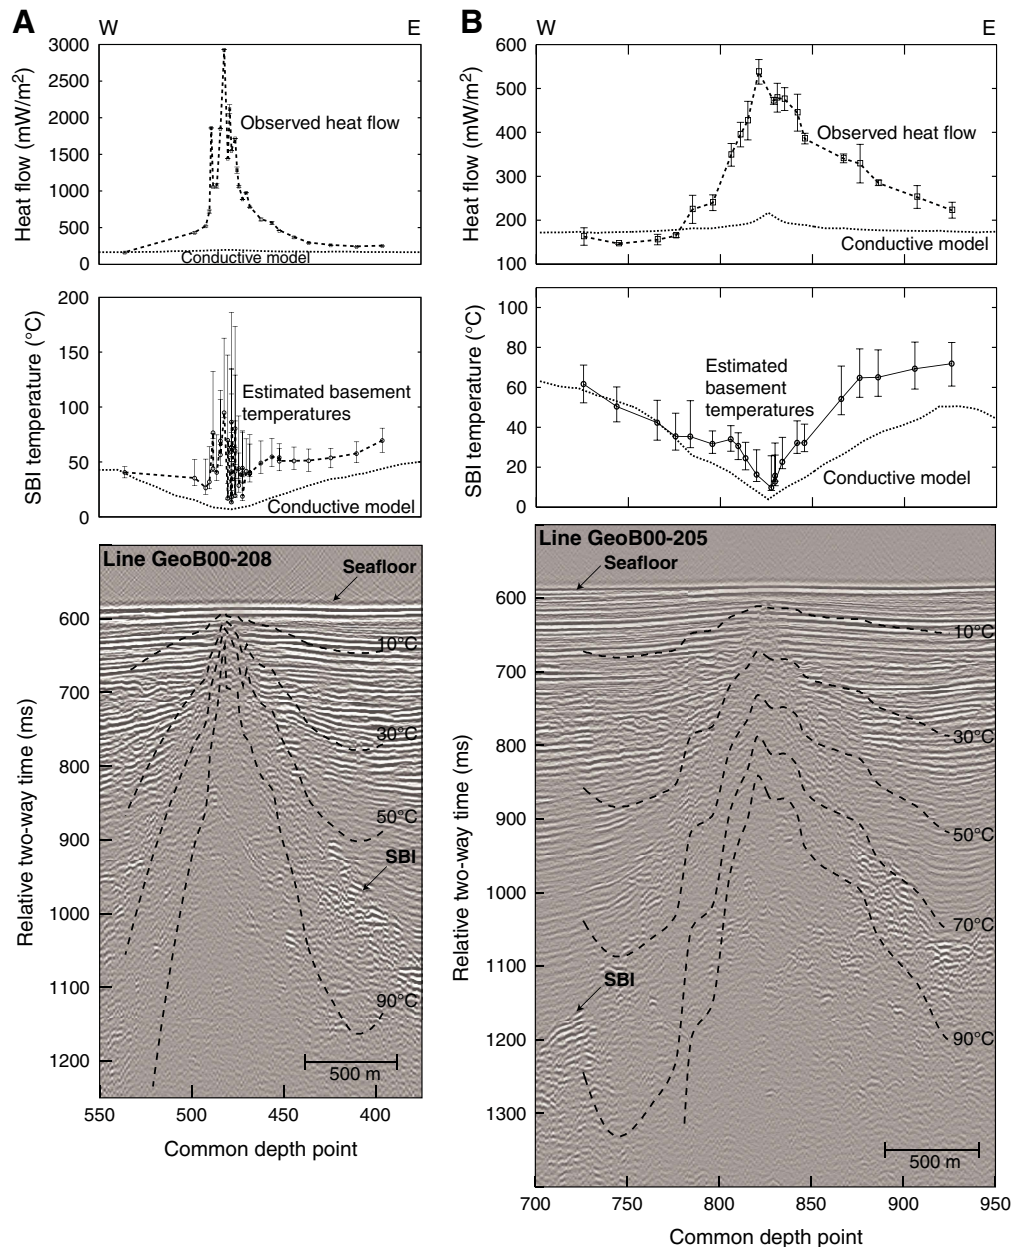 A
W
E
3000
2500
2000
1500
1000
500
0
Heat flow (mW/m²)
Observed heat flow
Conductive model
200
150
100
50
0
SBI temperature (°C)
Estimated basement
temperatures
Conductive model
Line GeoB00-208
Seafloor
600
700
800
900
1000
1100
1200
Relative two-way time (ms)
10°C
30°C
50°C
SBI
90°C
500 m
550
500
450
400
Common depth point
B
W
E
600
500
400
300
200
100
Heat flow (mW/m²)
Observed heat flow
Conductive model
100
80
60
40
20
0
SBI temperature (°C)
Estimated
basement
temperatures
Conductive model
Line GeoB00-205
Seafloor
600
700
800
900
1000
1100
1200
1300
Relative two-way time (ms)
10°C
30°C
50°C
70°C
SBI
90°C
500 m
700
750
800
850
900
950
Common depth point